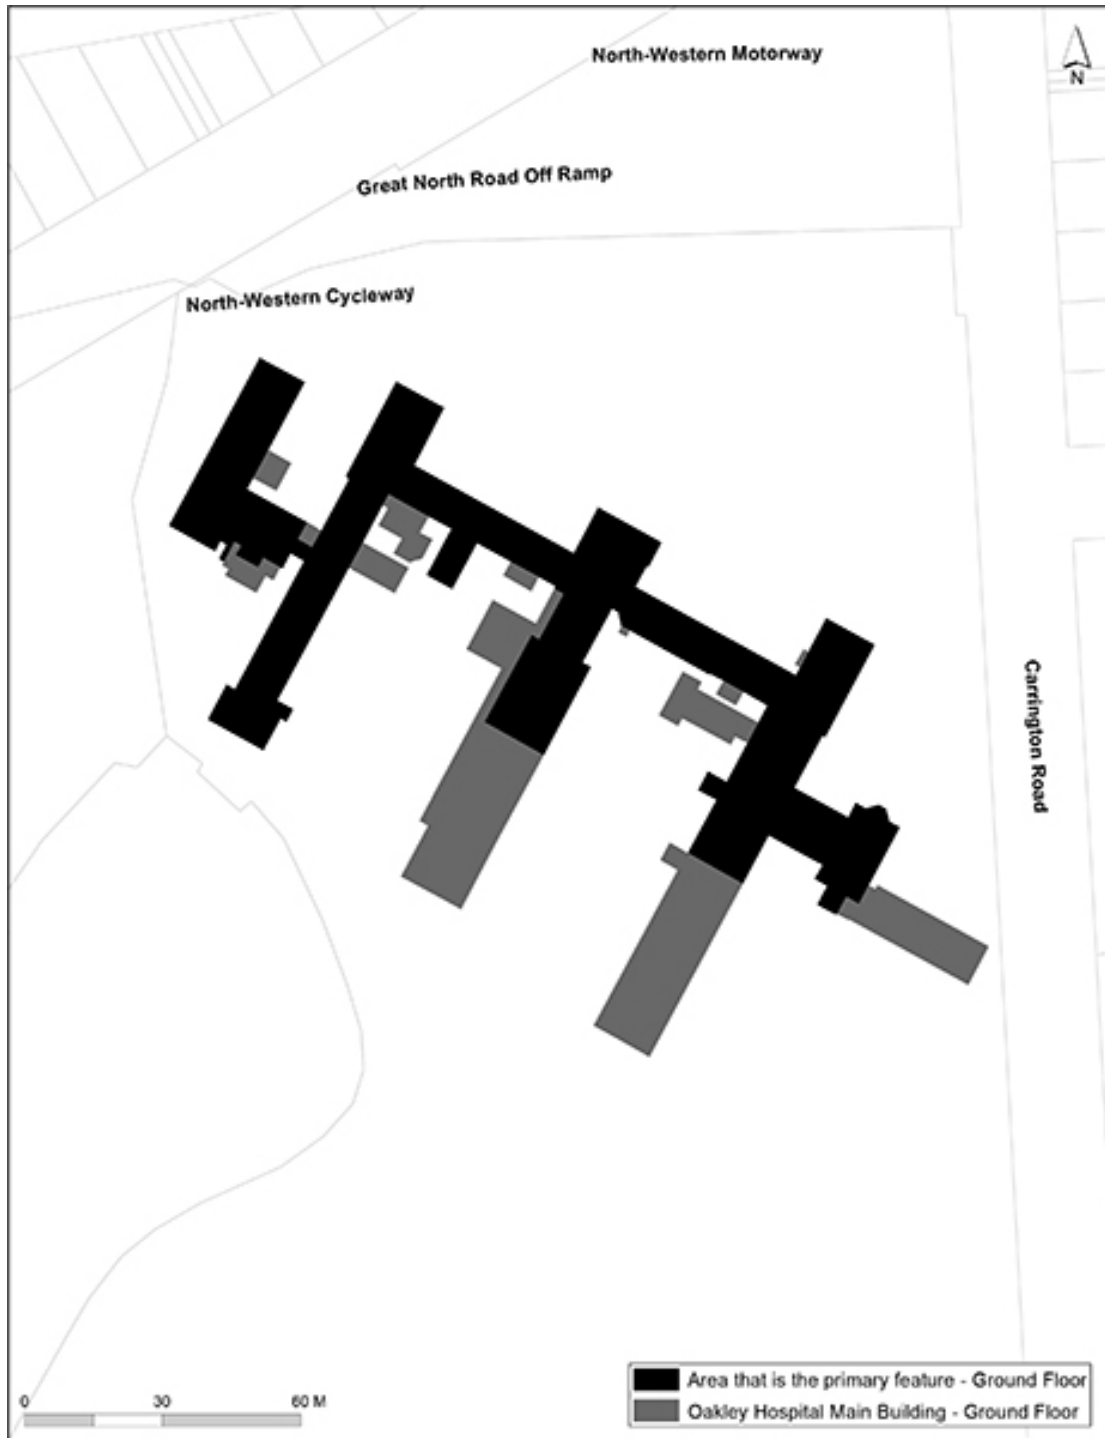 North-Western Motorway
N
Great North Road Off Ramp
North-Western Cycleway
Carrington Road
0 30 60 M
Area that is the primary feature - Ground Floor
Oakley Hospital Main Building - Ground Floor